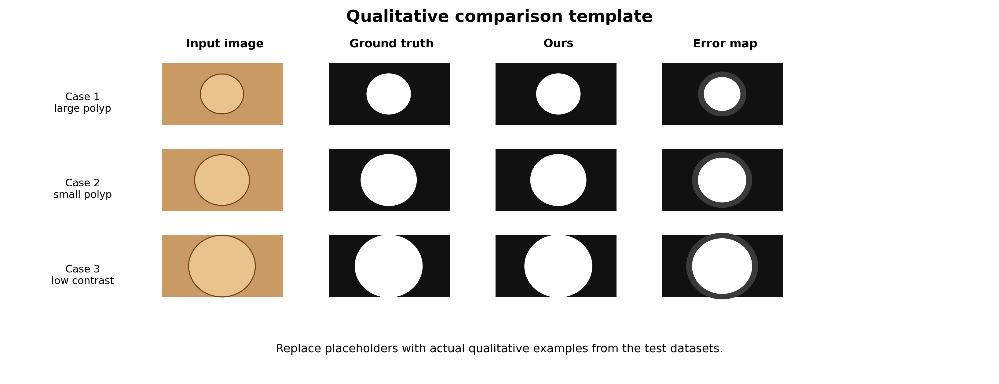 Qualitative comparison template
Input image
Ground truth
Ours
Error map
Case 1
large polyp
Case 2
small polyp
Case 3
low contrast
Replace placeholders with actual qualitative examples from the test datasets.